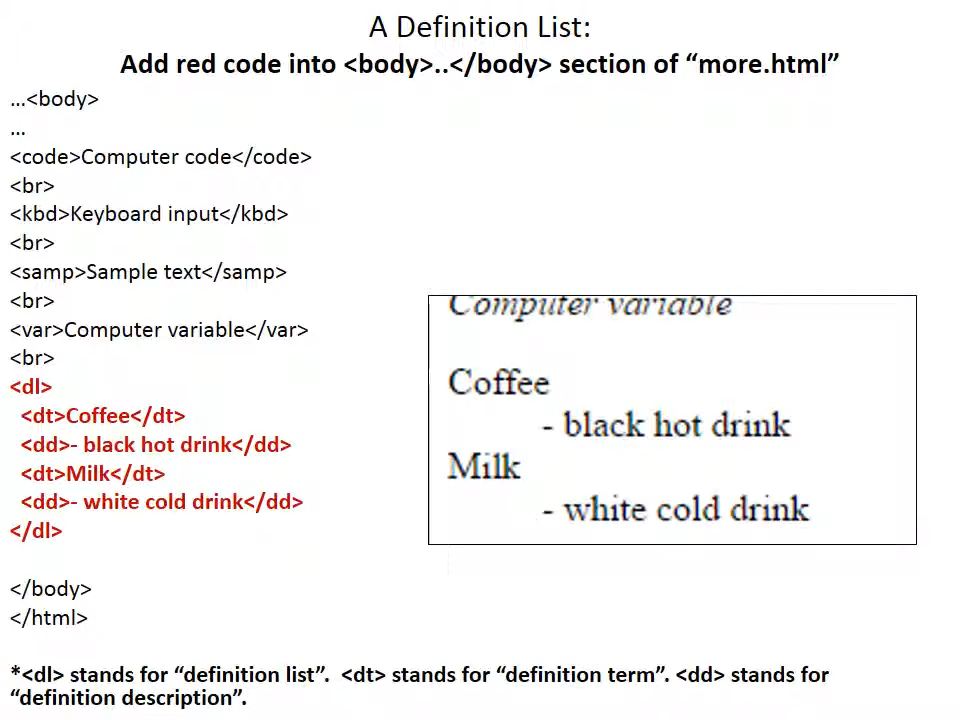 A Definition List:
Add red code into <body>..</body> section of “more.html”
…<body>
…
<code>Computer code</code>
<br>
<kbd>Keyboard input</kbd>
<br>
<samp>Sample text</samp>
<br>
<var>Computer variable</var>
<br>
<dl>
<dt>Coffee</dt>
<dd>- black hot drink</dd>
<dt>Milk</dt>
<dd>- white cold drink</dd>
</dl>
</body>
</html>
Computer variable
Coffee
- black hot drink
Milk
- white cold drink
*<dl> stands for “definition list”.  <dt> stands for “definition term”. <dd> stands for
“definition description”.